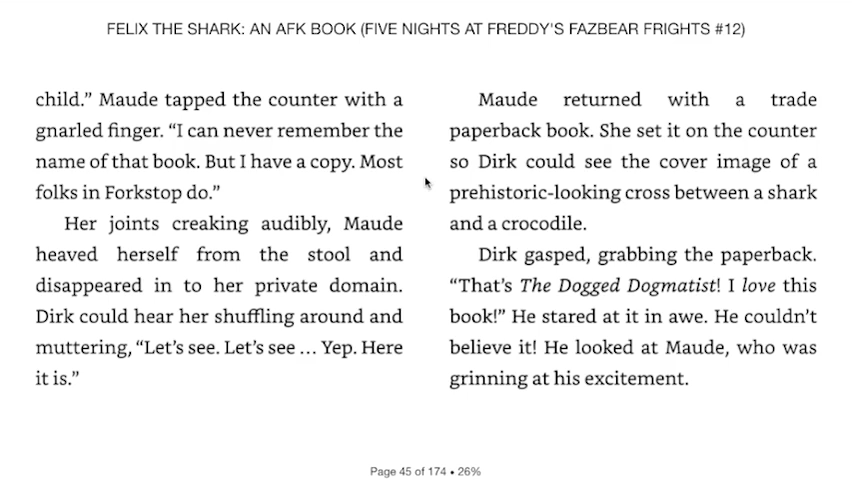 FELIX THE SHARK: AN AFK BOOK (FIVE NIGHTS AT FREDDY'S FAZBEAR FRIGHTS #12)
child.” Maude tapped the counter with a
gnarled finger. “I can never remember the
name of that book. But I have a copy. Most
folks in Forkstop do.”
Her joints creaking audibly, Maude
heaved herself from the stool and
disappeared in to her private domain.
Dirk could hear her shuffling around and
muttering, “Let’s see. Let’s see … Yep. Here
it is.”
Maude returned with a trade
paperback book. She set it on the counter
so Dirk could see the cover image of a
prehistoric-looking cross between a shark
and a crocodile.
Dirk gasped, grabbing the paperback.
“That’s The Dogged Dogmatist! I love this
book!” He stared at it in awe. He couldn’t
believe it! He looked at Maude, who was
grinning at his excitement.
Page 45 of 174 • 26%